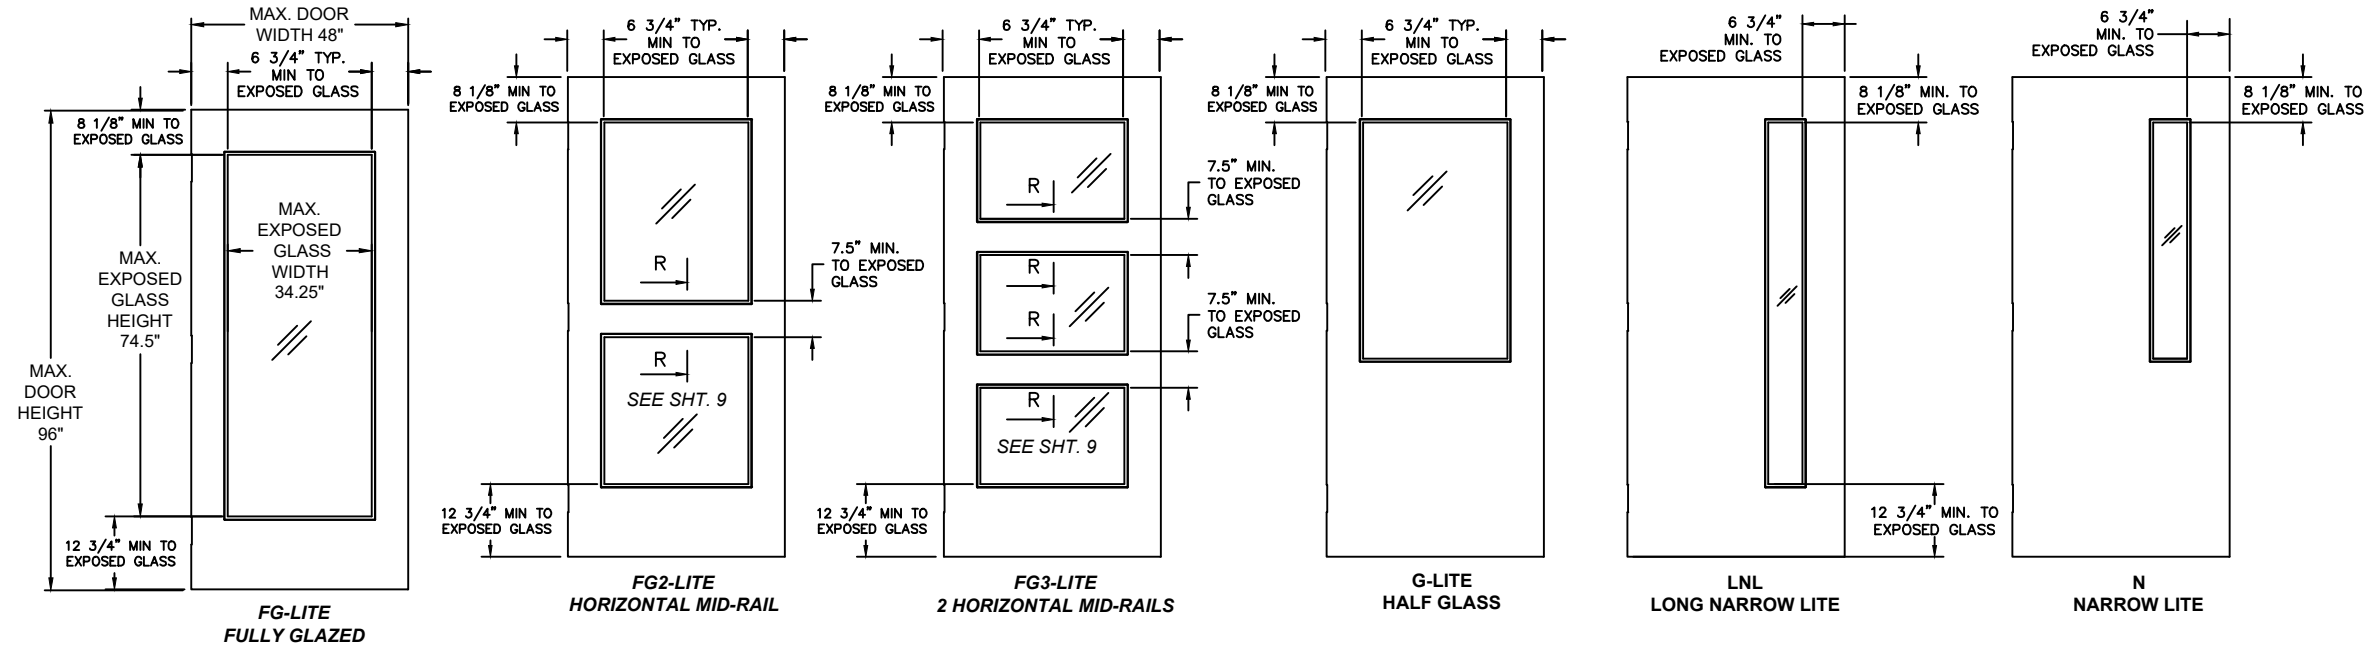 MAX. DOOR
WIDTH 48"
6 3/4" TYP.
MIN TO
EXPOSED GLASS
8 1/8" MIN TO
EXPOSED GLASS
MAX.
EXPOSED
GLASS
WIDTH
34.25"
MAX.
EXPOSED
GLASS
HEIGHT
74.5"
MAX.
DOOR
HEIGHT
96"
12 3/4" MIN TO
EXPOSED GLASS
FG-LITE
FULLY GLAZED
6 3/4" TYP.
MIN TO
EXPOSED GLASS
8 1/8" MIN TO
EXPOSED GLASS
R
7.5" MIN.
TO EXPOSED
GLASS
R
SEE SHT. 9
12 3/4" MIN TO
EXPOSED GLASS
FG2-LITE
HORIZONTAL MID-RAIL
6 3/4" TYP.
MIN TO
EXPOSED GLASS
8 1/8" MIN TO
EXPOSED GLASS
R
7.5" MIN.
TO EXPOSED
GLASS
R
R
7.5" MIN.
TO EXPOSED
GLASS
R
SEE SHT. 9
12 3/4" MIN TO
EXPOSED GLASS
FG3-LITE
2 HORIZONTAL MID-RAILS
6 3/4" TYP.
MIN TO
EXPOSED GLASS
8 1/8" MIN TO
EXPOSED GLASS
G-LITE
HALF GLASS
6 3/4"
MIN. TO
EXPOSED GLASS
8 1/8" MIN. TO
EXPOSED GLASS
12 3/4" MIN. TO
EXPOSED GLASS
LNL
LONG NARROW LITE
6 3/4"
MIN. TO
EXPOSED GLASS
8 1/8" MIN. TO
EXPOSED GLASS
N
NARROW LITE